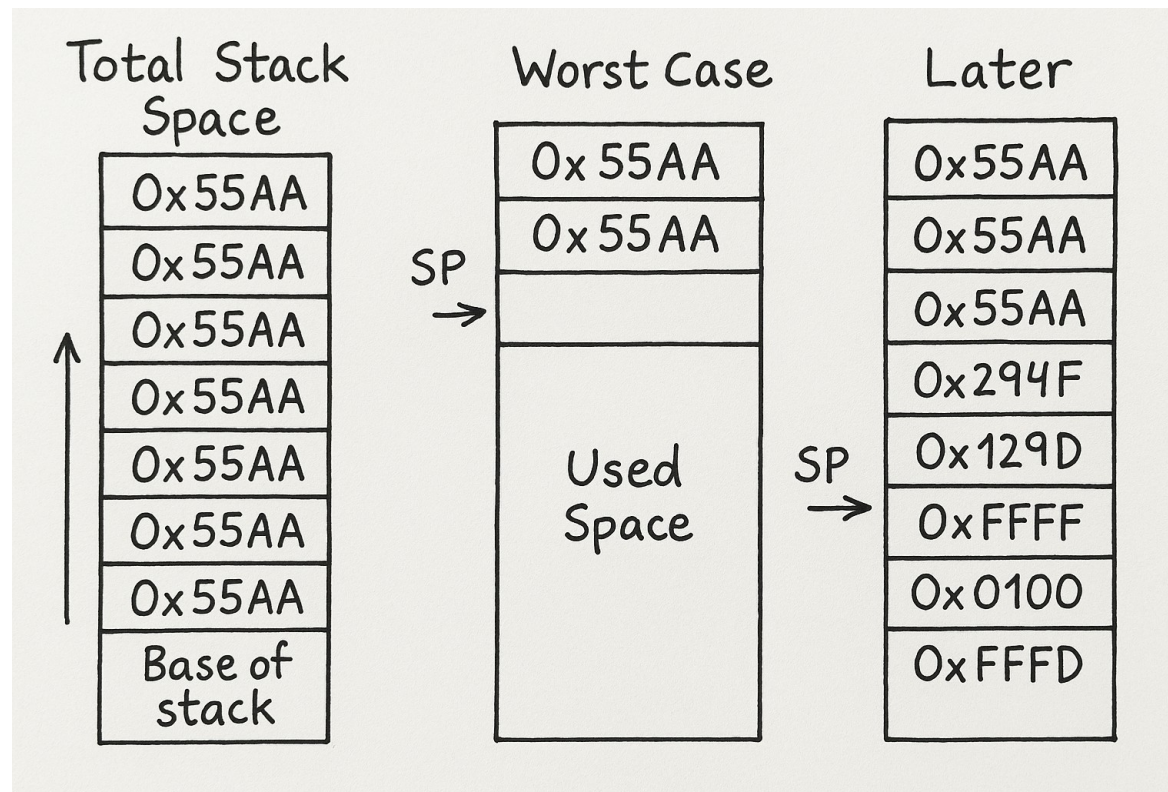 Total Stack
Space
0x55AA
0x55AA
0x55AA
0x55AA
0x55AA
0x55AA
0x55AA
Base of
stack
Worst Case
0x55AA
0x55AA
SP
Used
Space
Later
0x55AA
0x55AA
0x55AA
0x294F
0x129D
SP
0xFFFF
0x0100
0xFFFD